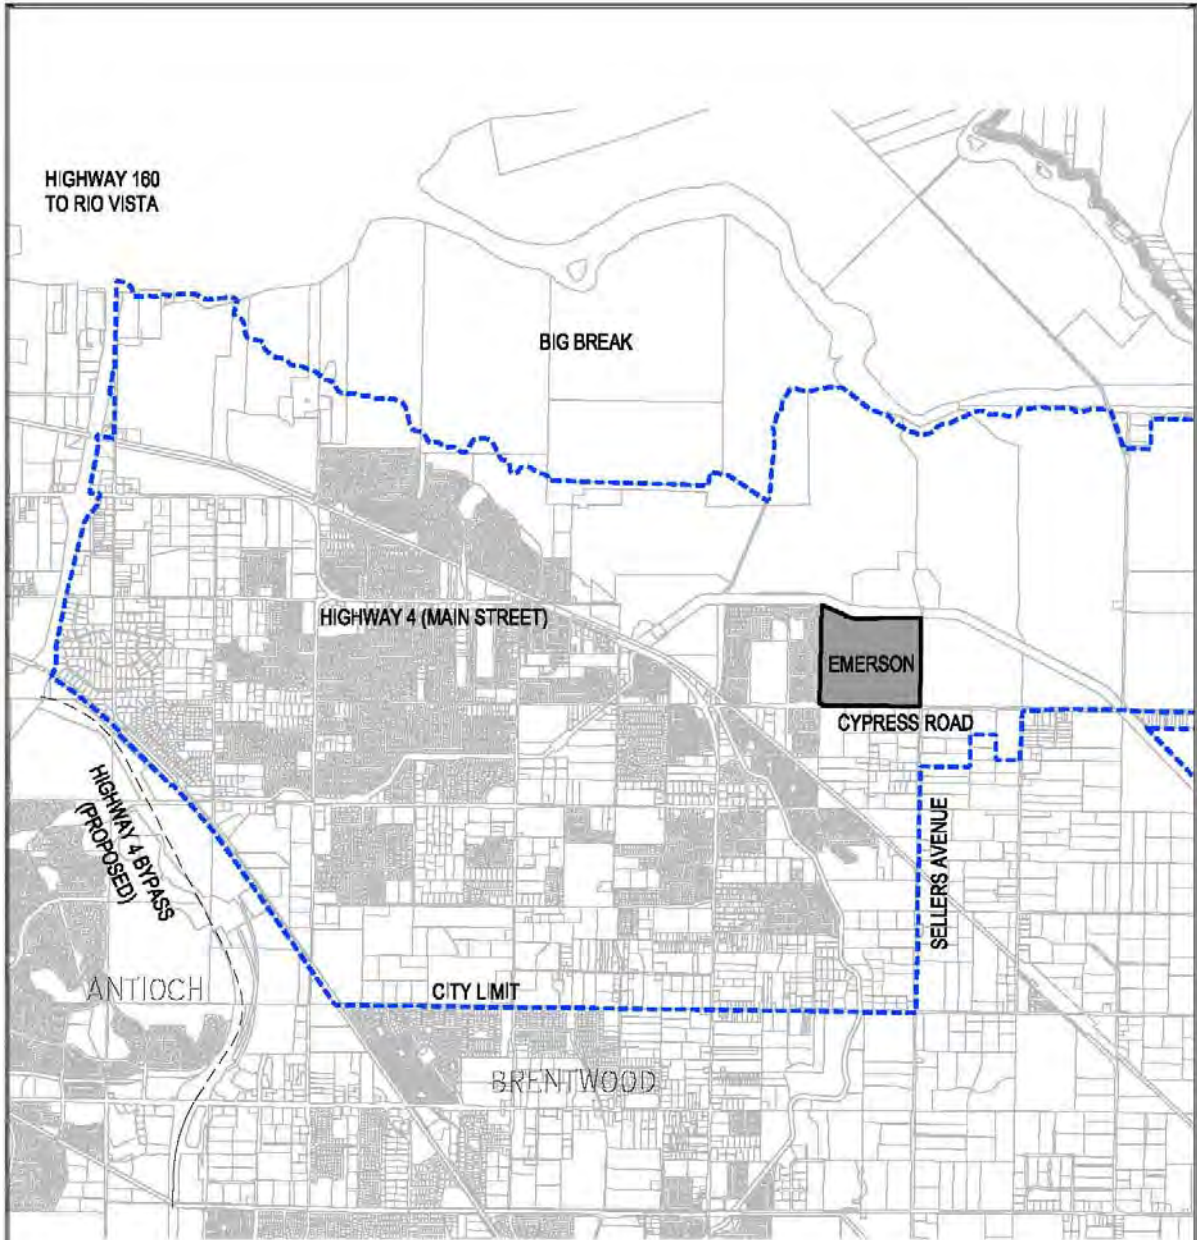 HIGHWAY 160
TO RIO VISTA
BIG BREAK
HIGHWAY 4 (MAIN STREET)
EMERSON
CYPRESS ROAD
HIGHWAY 4 BYPASS
(PROPOSED)
SELLERS AVENUE
ANTIOCH
CITY LIMIT
BRENTWOOD